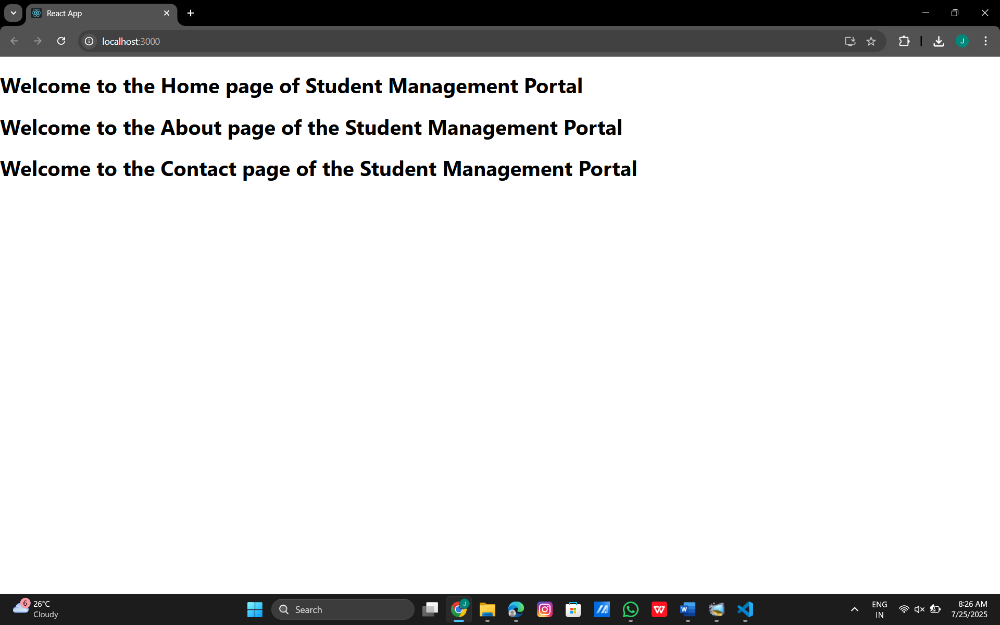 React App
localhost:3000
J
Welcome to the Home page of Student Management Portal
Welcome to the About page of the Student Management Portal
Welcome to the Contact page of the Student Management Portal
6
26°C
Cloudy
Search
J
W
W
ENG
IN
8:26 AM
7/25/2025